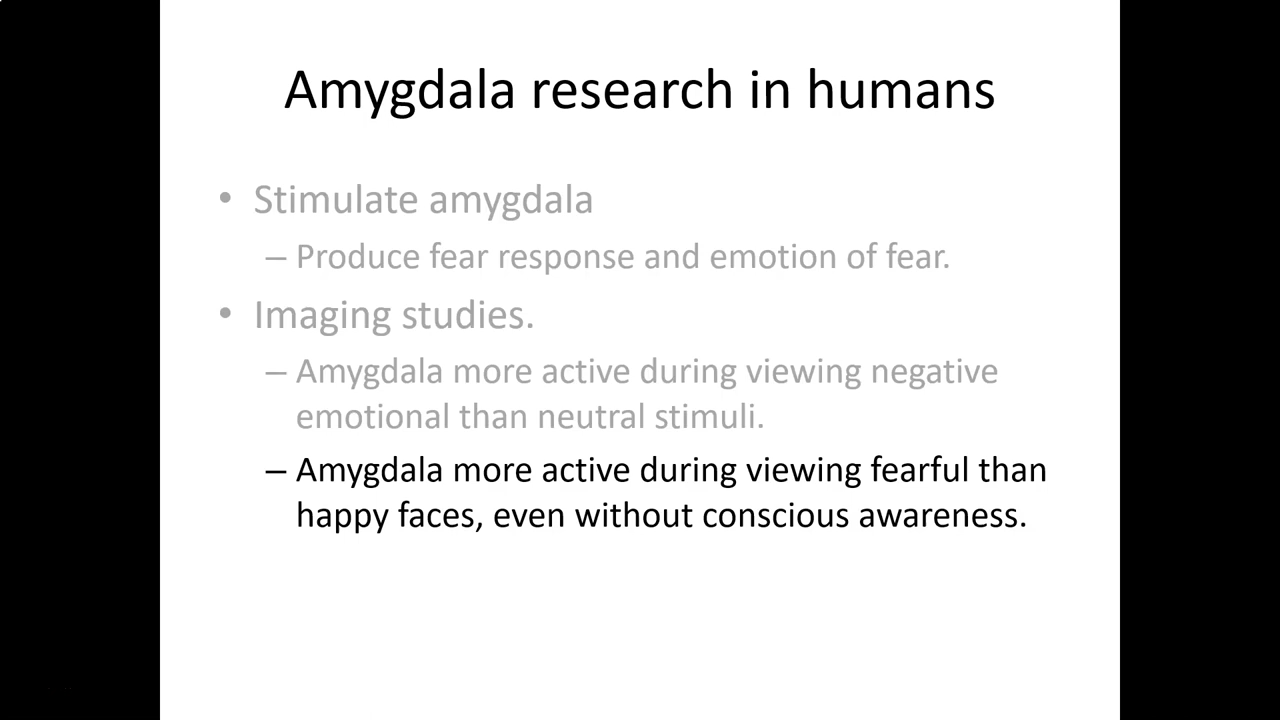 Amygdala research in humans
• Stimulate amygdala
– Produce fear response and emotion of fear.
• Imaging studies.
– Amygdala more active during viewing negative
emotional than neutral stimuli.
– Amygdala more active during viewing fearful than
happy faces, even without conscious awareness.